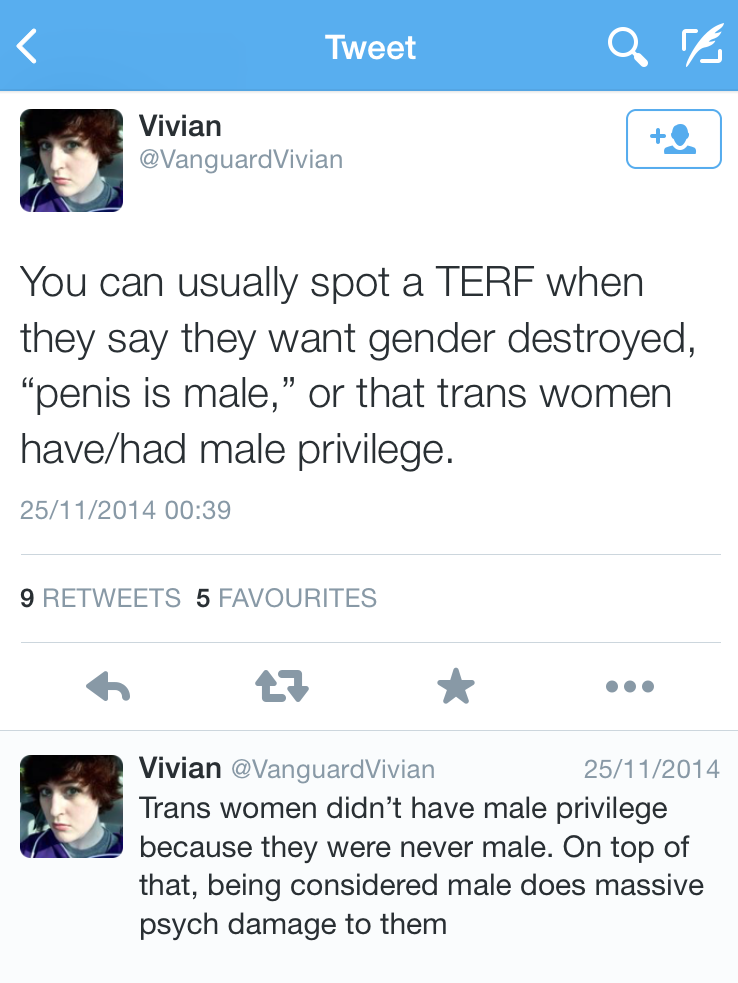 Tweet
Vivian
@VanguardVivian
You can usually spot a TERF when
they say they want gender destroyed,
“penis is male,” or that trans women
have/had male privilege.
25/11/2014 00:39
9 RETWEETS 5 FAVOURITES
Vivian @VanguardVivian 25/11/2014
Trans women didn’t have male privilege
because they were never male. On top of
that, being considered male does massive
psych damage to them